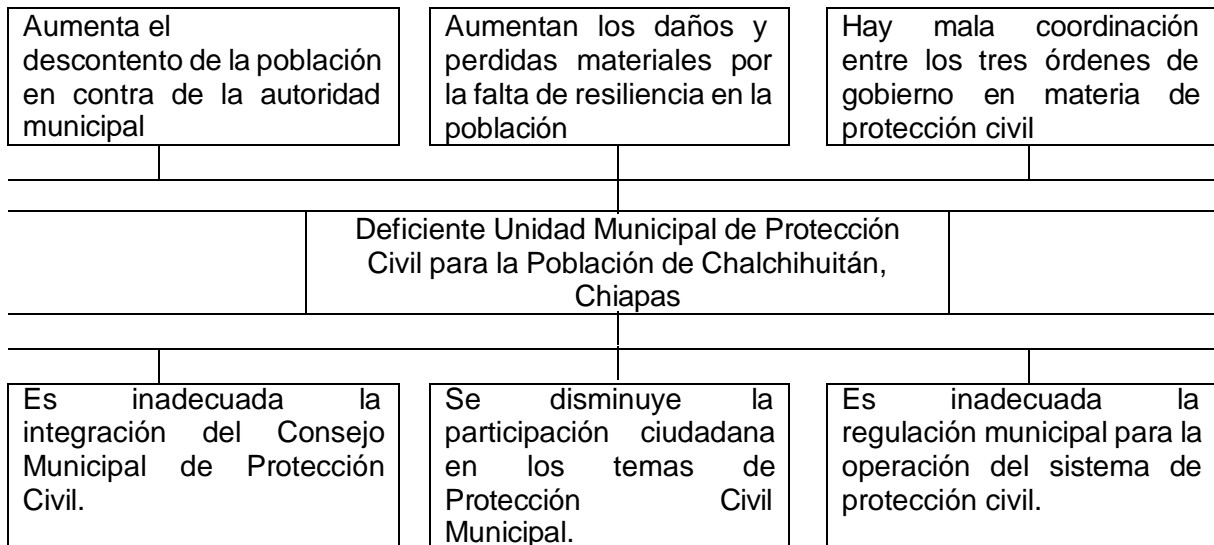 Aumenta el
descontento de la población
en contra de la autoridad
municipal
Aumentan los daños y
perdidas materiales por
la falta de resiliencia en la
población
Hay mala coordinación
entre los tres órdenes de
gobierno en materia de
protección civil
Deficiente Unidad Municipal de Protección
Civil para la Población de Chalchihuitán,
Chiapas
Es inadecuada la
integración del Consejo
Municipal de Protección
Civil.
Se disminuye la
participación ciudadana
en los temas de
Protección Civil
Municipal.
Es inadecuada la
regulación municipal para la
operación del sistema de
protección civil.